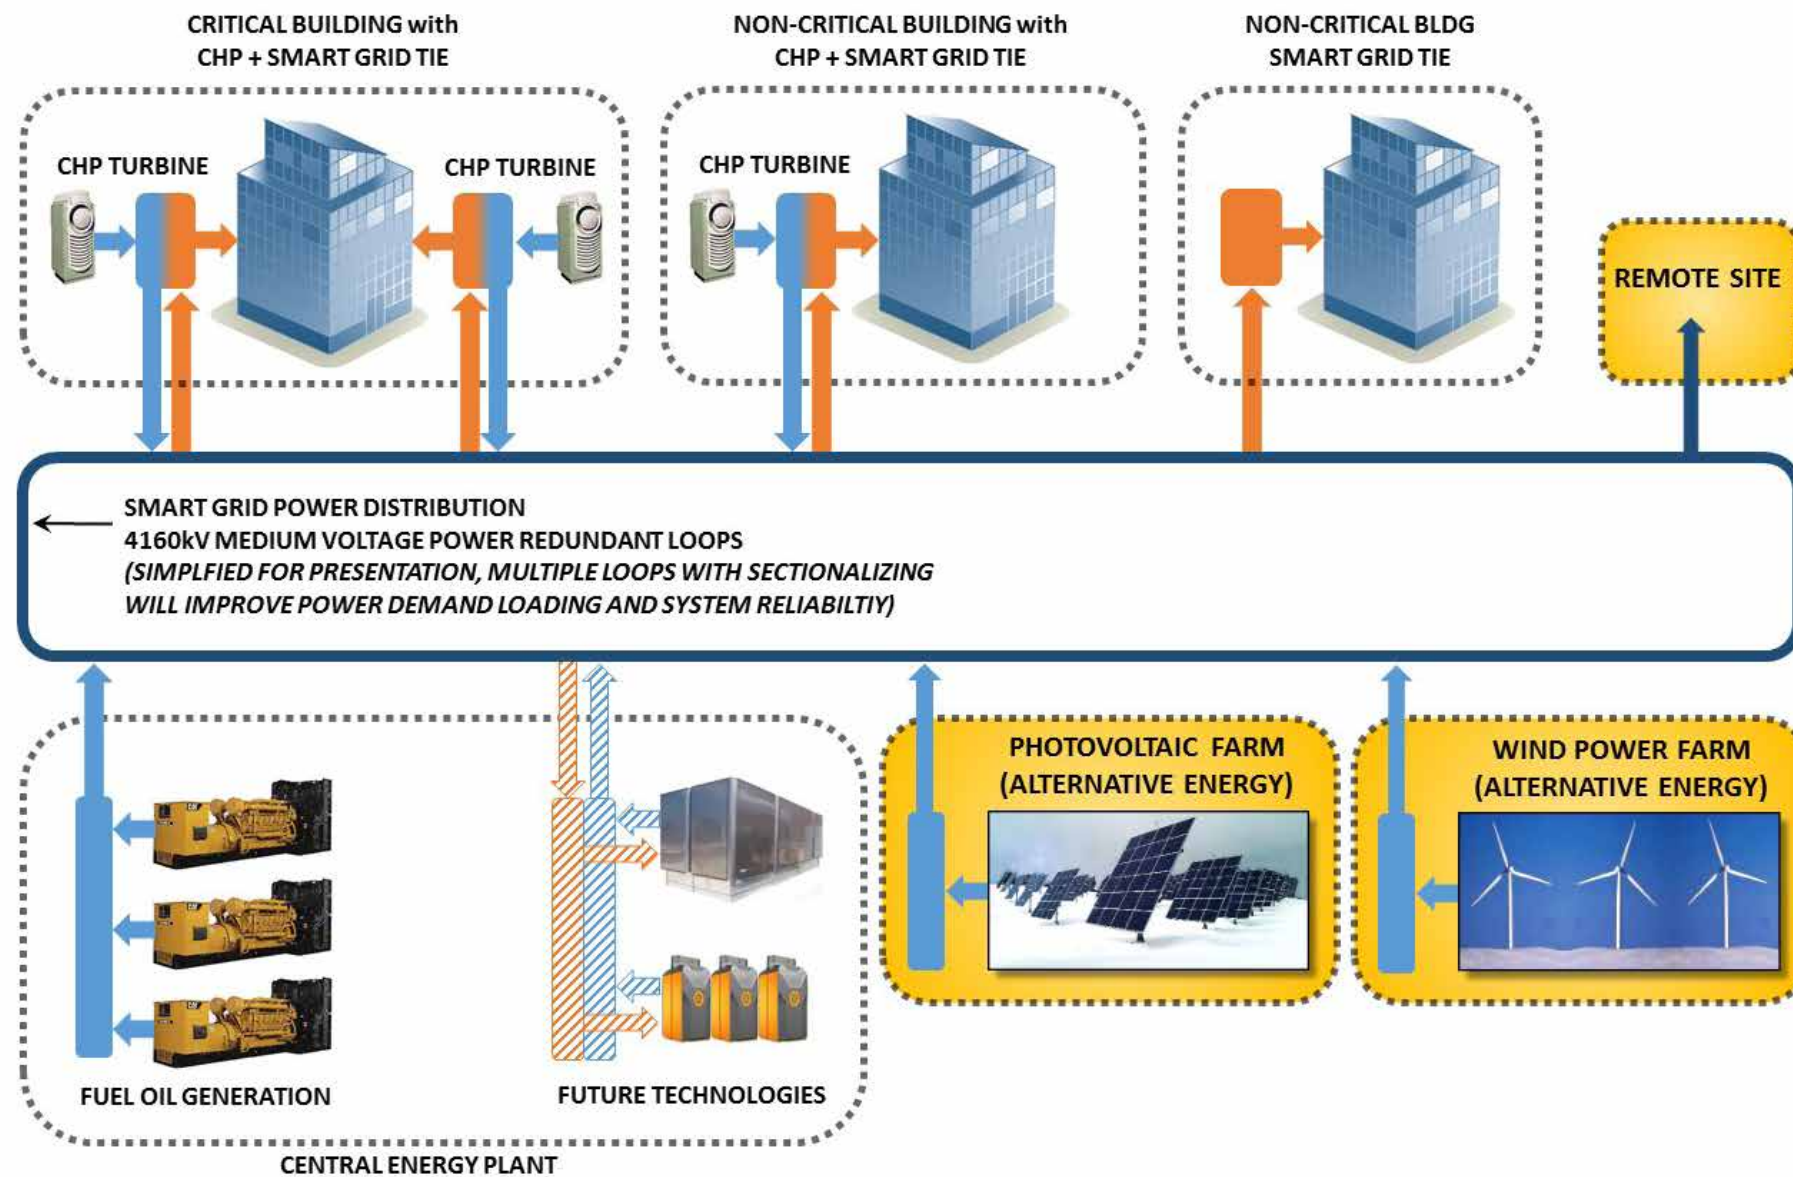 CRITICAL BUILDING with
CHP + SMART GRID TIE
NON-CRITICAL BUILDING with
CHP + SMART GRID TIE
NON-CRITICAL BLDG
SMART GRID TIE
CHP TURBINE
CHP TURBINE
CHP TURBINE
REMOTE SITE
SMART GRID POWER DISTRIBUTION
4160kV MEDIUM VOLTAGE POWER REDUNDANT LOOPS
(SIMPLFIED FOR PRESENTATION, MULTIPLE LOOPS WITH SECTIONALIZING
WILL IMPROVE POWER DEMAND LOADING AND SYSTEM RELIABILTIY)
PHOTOVOLTAIC FARM
(ALTERNATIVE ENERGY)
WIND POWER FARM
(ALTERNATIVE ENERGY)
FUEL OIL GENERATION
FUTURE TECHNOLOGIES
CENTRAL ENERGY PLANT